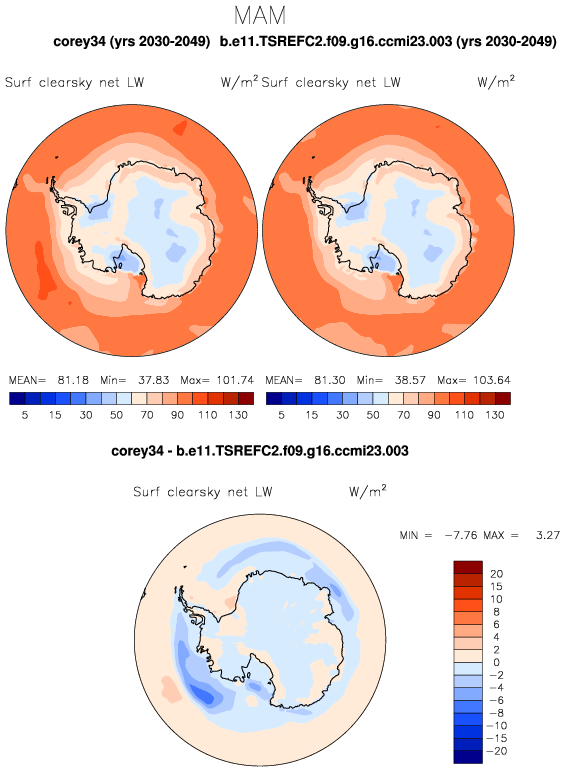 MAM
corey34 (yrs 2030-2049) b.e11.TSREFC2.f09.g16.ccmi23.003 (yrs 2030-2049)
Surf clearsky net LW W/m² Surf clearsky net LW W/m²
MEAN= 81.18 Min= 37.83 Max= 101.74 MEAN= 81.30 Min= 38.57 Max= 103.64
5 15 30 50 70 90 110 130 5 15 30 50 70 90 110 130
corey34 - b.e11.TSREFC2.f09.g16.ccmi23.003
Surf clearsky net LW W/m²
MIN = −7.76 MAX = 3.27
20
15
10
8
6
4
2
0
−2
−4
−6
−8
−10
−15
−20